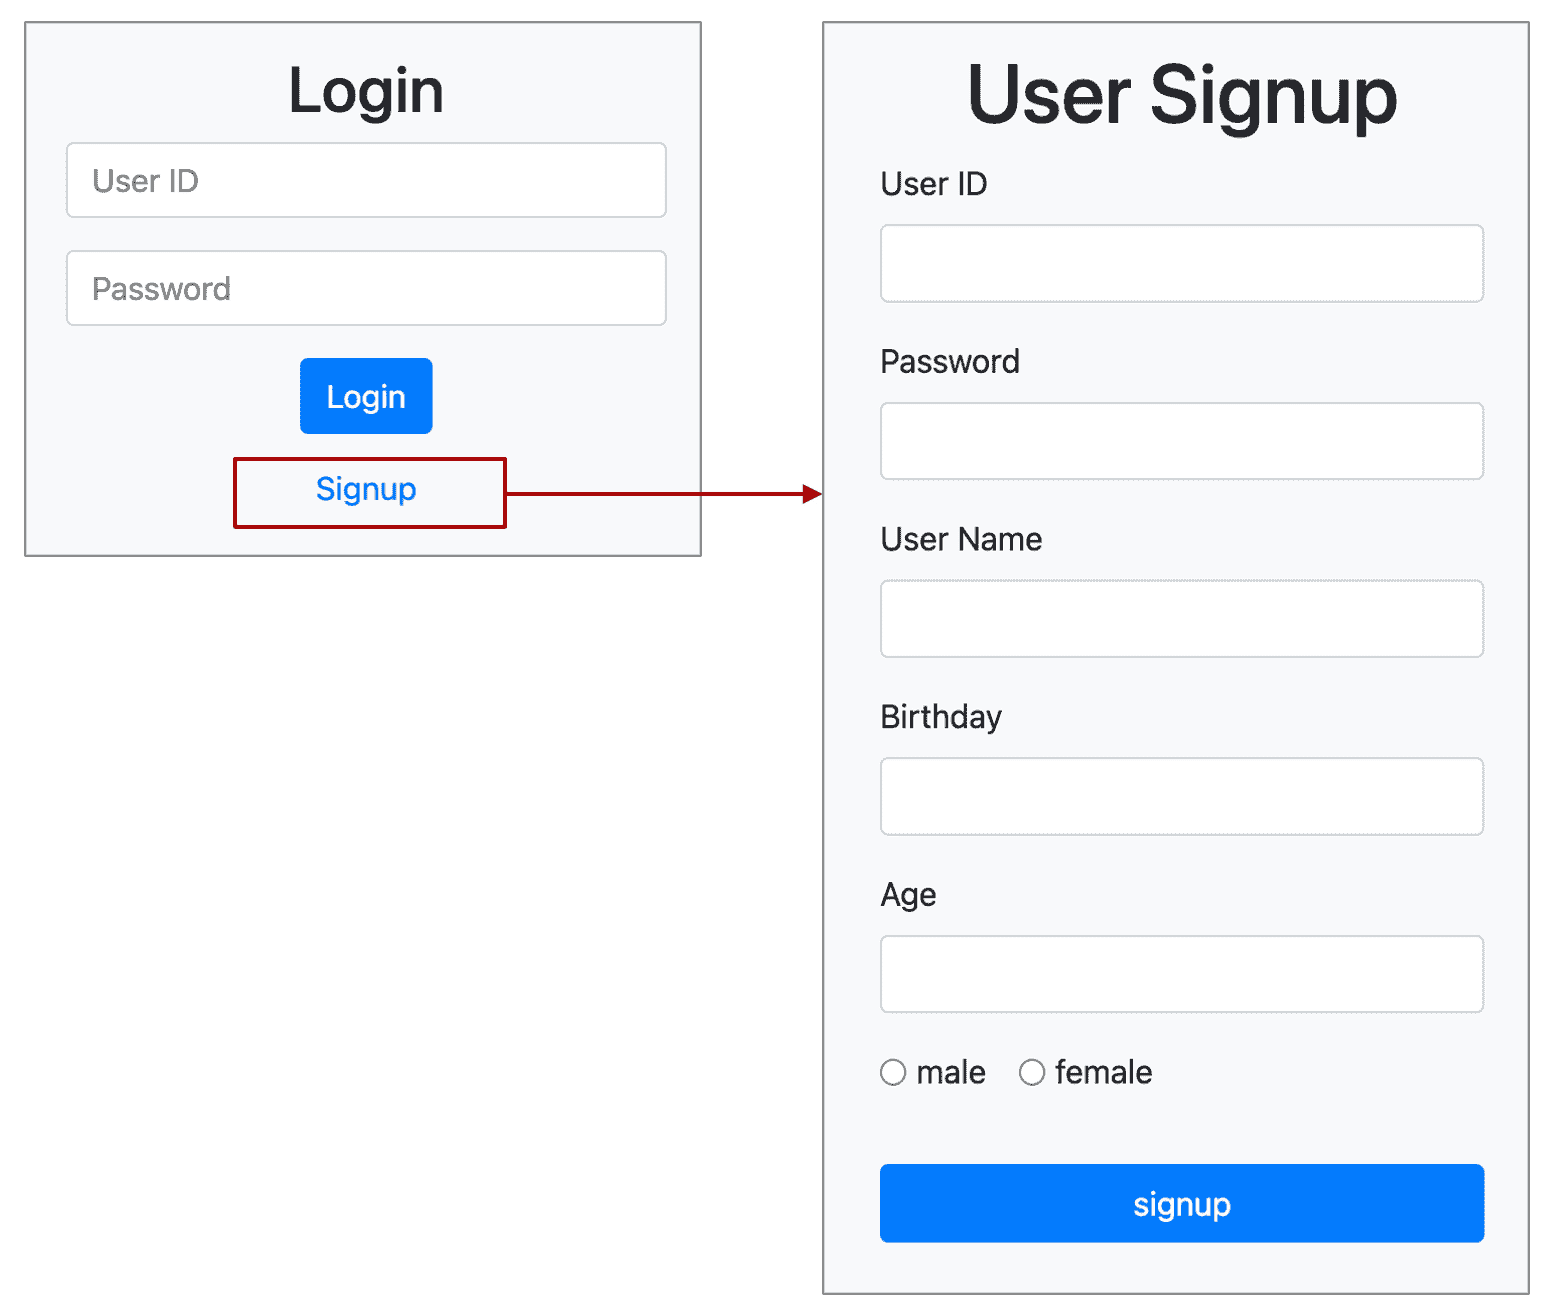 Login
User ID
Password
Login
Signup
User Signup
User ID
Password
User Name
Birthday
Age
male female
signup